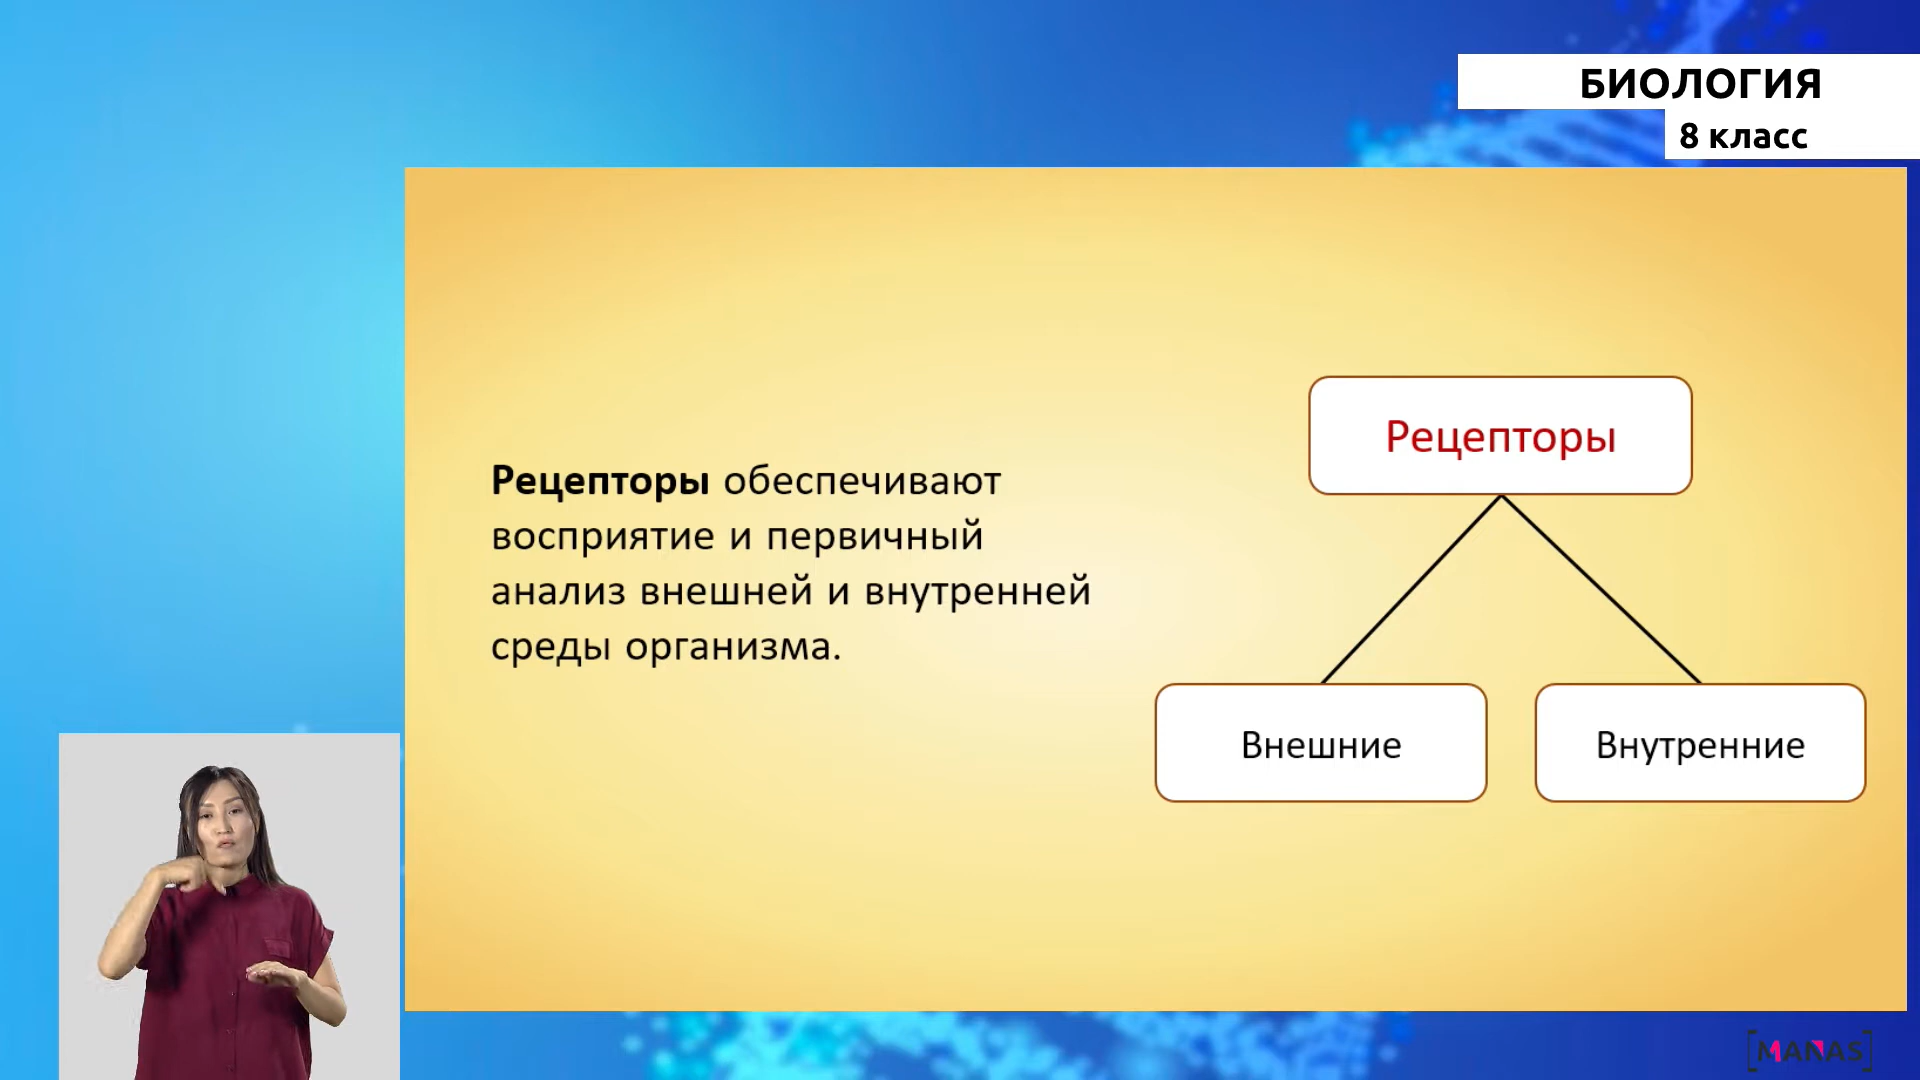 БИОЛОГИЯ
8 класс
Рецепторы обеспечивают
восприятие и первичный
анализ внешней и внутренней
среды организма.
Рецепторы
Внешние
Внутренние
[MANAS]